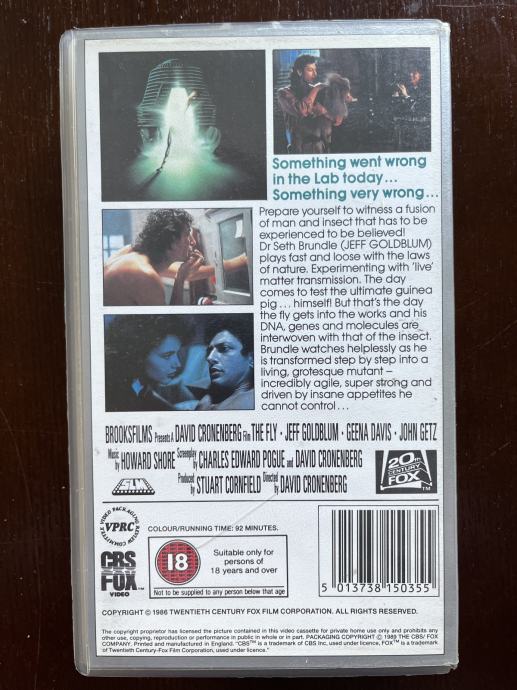 Something went wrong
in the Lab today...
Something very wrong...
Prepare yourself to witness a fusion
of man and insect that has to be
experienced to be believed!
Dr Seth Brundle (JEFF GOLDBLUM)
plays fast and loose with the laws
of nature. Experimenting with 'live'
matter transmission. The day
comes to test the ultimate guinea
pig... himself! But that's the day
the fly gets into the works and his
DNA, genes and molecules are
interwoven with that of the insect.
Brundle watches helplessly as he
is transformed step by step into a
living, grotesque mutant –
incredibly agile, super strong and
driven by insane appetites he
cannot control...
BROOKSFILMS Presents A DAVID CRONENBERG Film THE FLY · JEFF GOLDBLUM · GEENA DAVIS · JOHN GETZ
Music by HOWARD SHORE Screenplay by CHARLES EDWARD POGUE and DAVID CRONENBERG
Produced by STUART CORNFIELD Directed by DAVID CRONENBERG
20TH
CENTURY
FOX
TM
VIDEO PACKAGING REVIEW COMMITTEE
VPRC
COLOUR/RUNNING TIME: 92 MINUTES.
CBS
FOX TM
VIDEO
18
Suitable only for
persons of
18 years and over
Not to be supplied to any person below that age
5 013738 150355
COPYRIGHT © 1986 TWENTIETH CENTURY FOX FILM CORPORATION. ALL RIGHTS RESERVED.
The copyright proprietor has licensed the picture contained in this video cassette for private home use only and prohibits any
other use, copying, reproduction or performance in public in whole or in part. PACKAGING COPYRIGHT © 1989 THE CBS/ FOX
COMPANY. Printed and manufactured in England. "CBS™ is a trademark of CBS Inc, used under licence, FOX™ is a trademark
of Twentieth Century-Fox Film Corporation, used under licence."